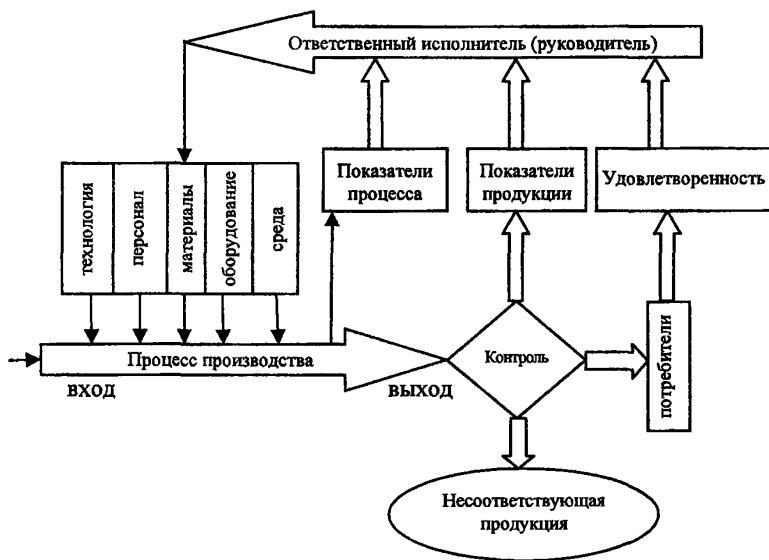 Ответственный исполнитель (руководитель)
Показатели
процесса
Показатели
продукции
Удовлетворенность
технология
персонал
материалы
оборудование
среда
Процесс производства
ВХОД
ВЫХОД
Контроль
потребители
Несоответствующая
продукция